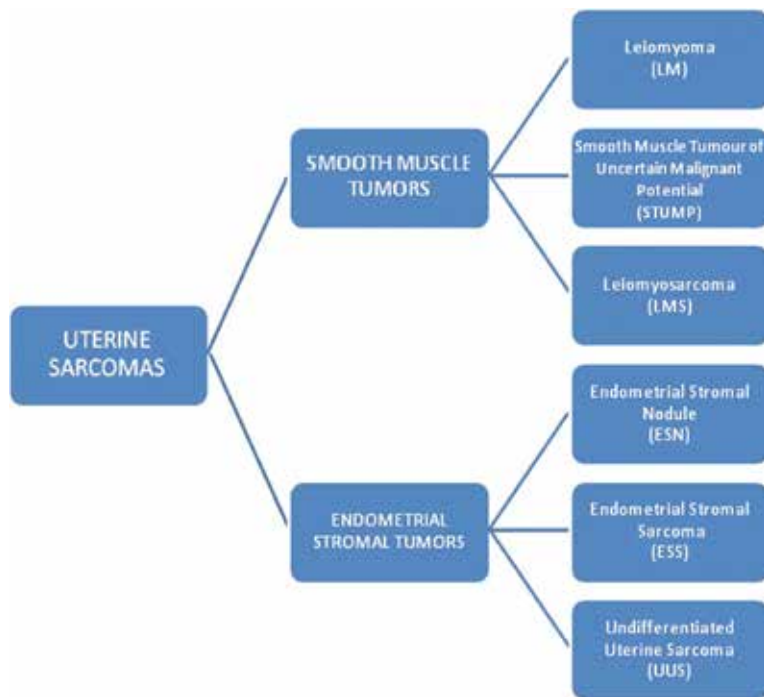 UTERINE
SARCOMAS
SMOOTH MUSCLE
TUMORS
Leiomyoma
(LM)
Smooth Muscle Tumour of
Uncertain Malignant
Potential
(STUMP)
Leiomyosarcoma
(LMS)
ENDOMETRIAL
STROMAL TUMORS
Endometrial Stromal
Nodule
(ESN)
Endometrial Stromal
Sarcoma
(ESS)
Undifferentiated
Uterine Sarcoma
(UUS)